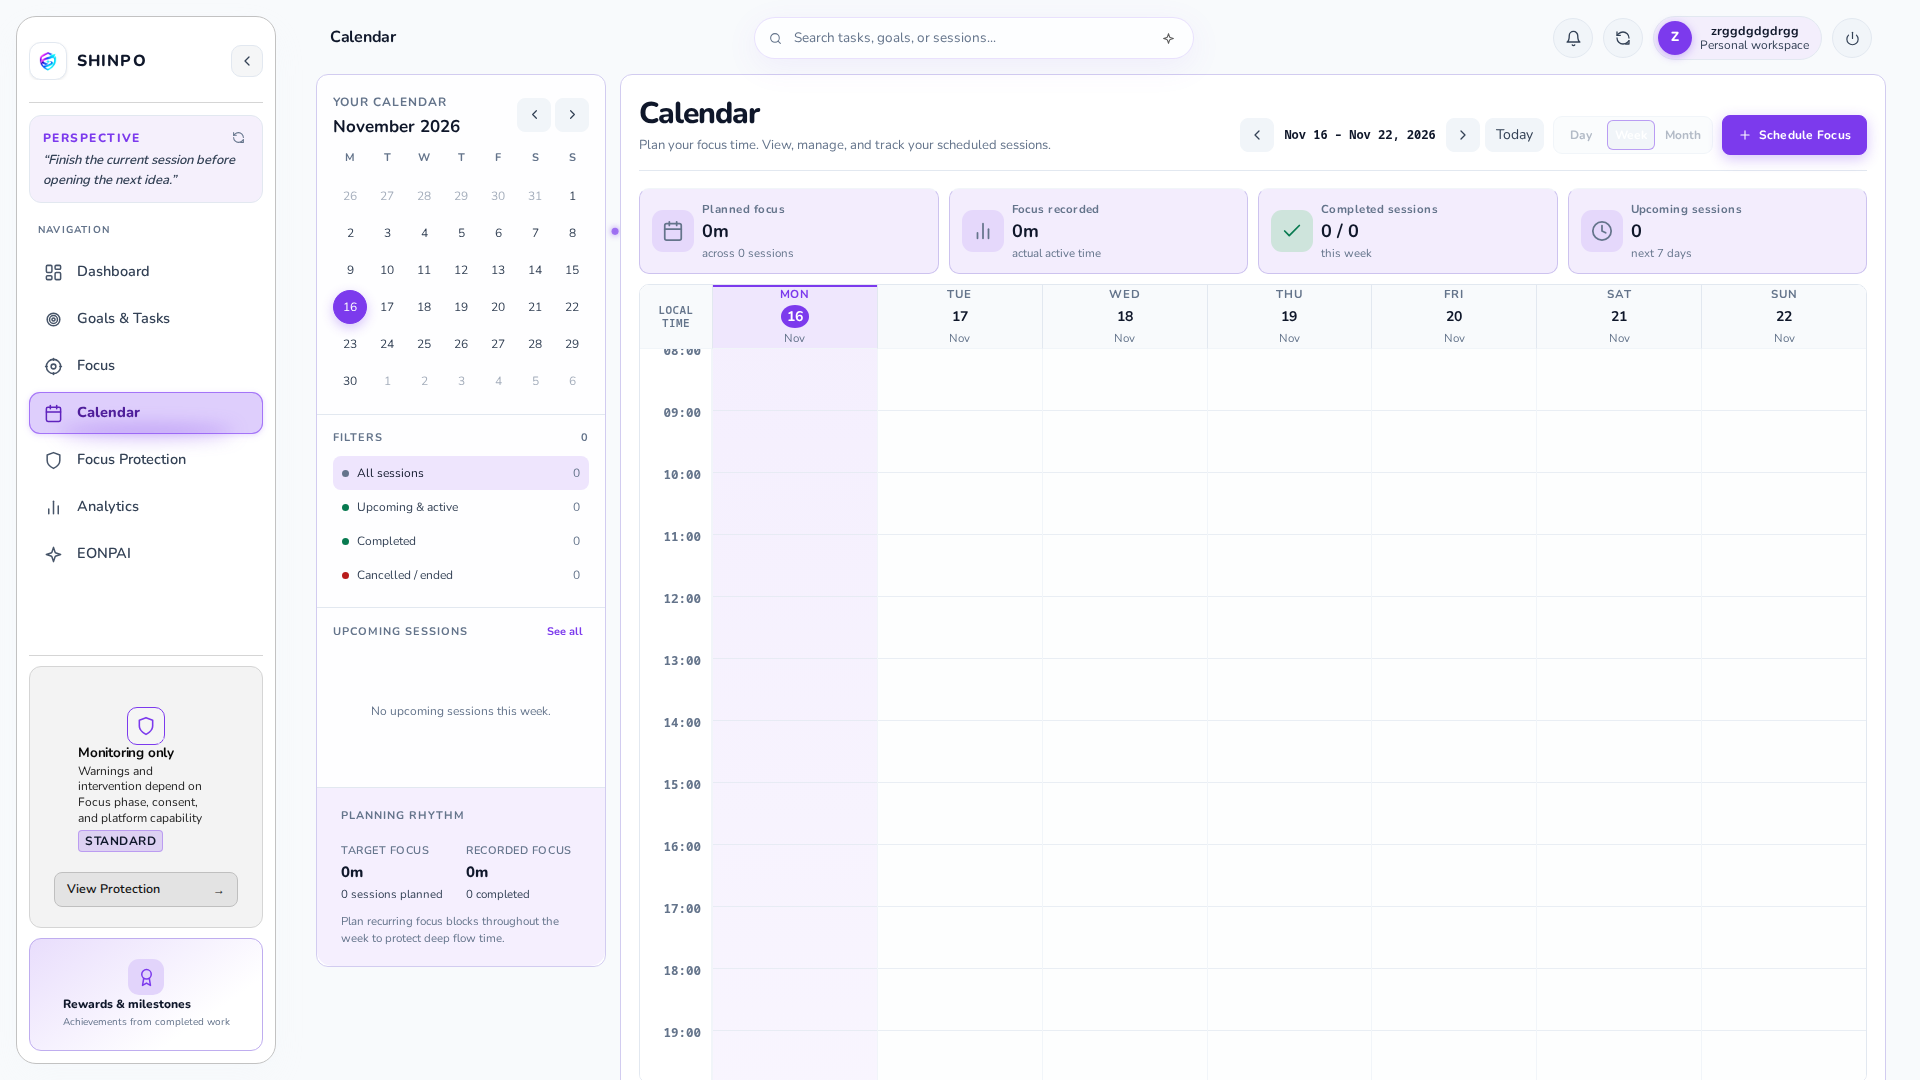 SHINPO
PERSPECTIVE
“Finish the current session before
opening the next idea.”
NAVIGATION
Dashboard
Goals & Tasks
Focus
Calendar
Focus Protection
Analytics
EONPAI
Monitoring only
Warnings and
intervention depend on
Focus phase, consent,
and platform capability
STANDARD
View Protection →
Rewards & milestones
Achievements from completed work
Calendar
Search tasks, goals, or sessions...
Z
zrggdgdgdrgg
Personal workspace
YOUR CALENDAR
November 2026
M T W T F S S
26 27 28 29 30 31 1
2 3 4 5 6 7 8
9 10 11 12 13 14 15
16 17 18 19 20 21 22
23 24 25 26 27 28 29
30 1 2 3 4 5 6
FILTERS 0
All sessions 0
Upcoming & active 0
Completed 0
Cancelled / ended 0
UPCOMING SESSIONS See all
No upcoming sessions this week.
PLANNING RHYTHM
TARGET FOCUS RECORDED FOCUS
0m 0m
0 sessions planned 0 completed
Plan recurring focus blocks throughout the
week to protect deep flow time.
Calendar
Plan your focus time. View, manage, and track your scheduled sessions.
Nov 16 – Nov 22, 2026 Today Day Week Month + Schedule Focus
Planned focus
0m
across 0 sessions
Focus recorded
0m
actual active time
Completed sessions
0 / 0
this week
Upcoming sessions
0
next 7 days
LOCAL
TIME
MON TUE WED THU FRI SAT SUN
16 17 18 19 20 21 22
Nov Nov Nov Nov Nov Nov Nov
08:00
09:00
10:00
11:00
12:00
13:00
14:00
15:00
16:00
17:00
18:00
19:00